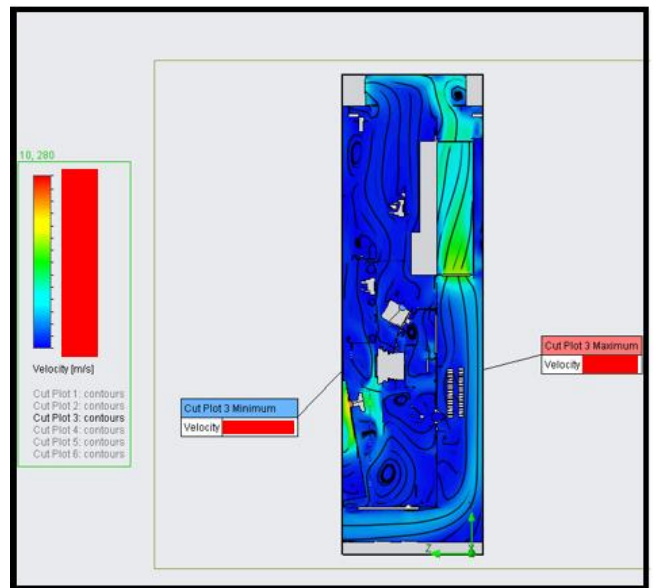 10, 280
Velocity [m/s]
Cut Plot 1: contours
Cut Plot 2: contours
Cut Plot 3: contours
Cut Plot 4: contours
Cut Plot 5: contours
Cut Plot 6: contours
Cut Plot 3 Minimum
Velocity
Cut Plot 3 Maximum
Velocity
Z